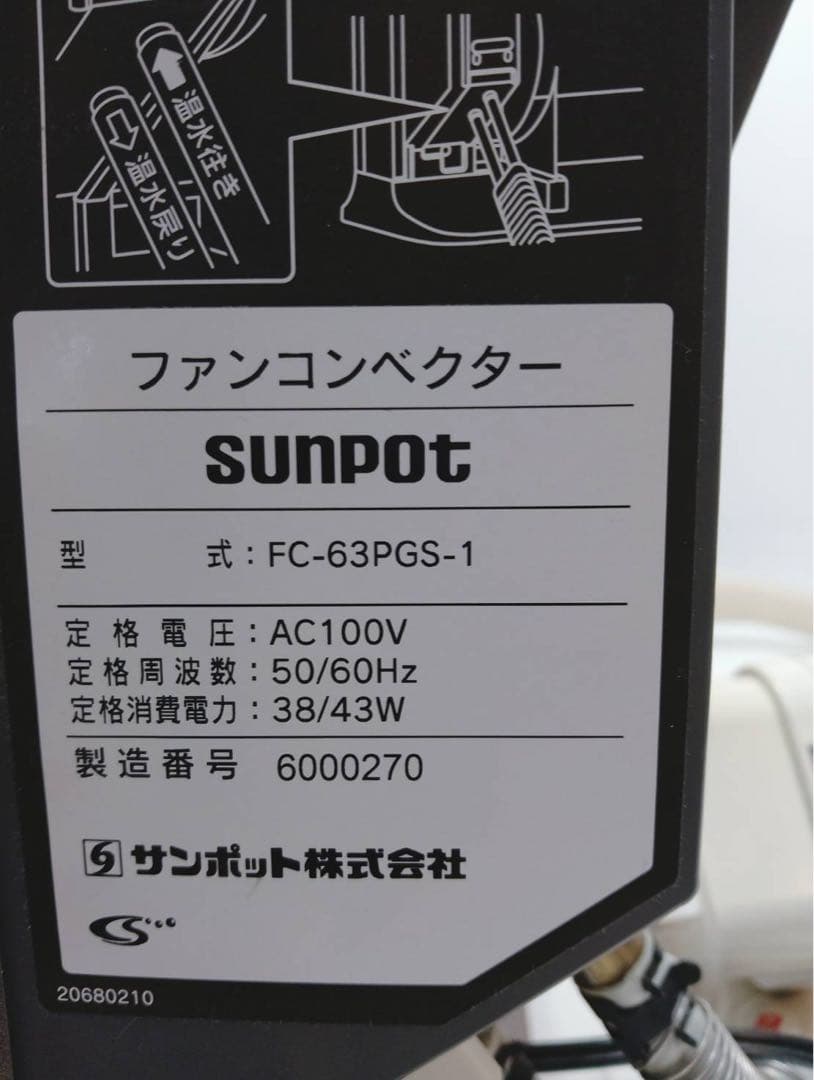 温水往き
温水戻り
ファンコンベクター
sunpot
型　　式：FC-63PGS-1
定格電圧：AC100V
定格周波数：50/60Hz
定格消費電力：38/43W
製造番号 6000270
サンポット株式会社
CS
20680210